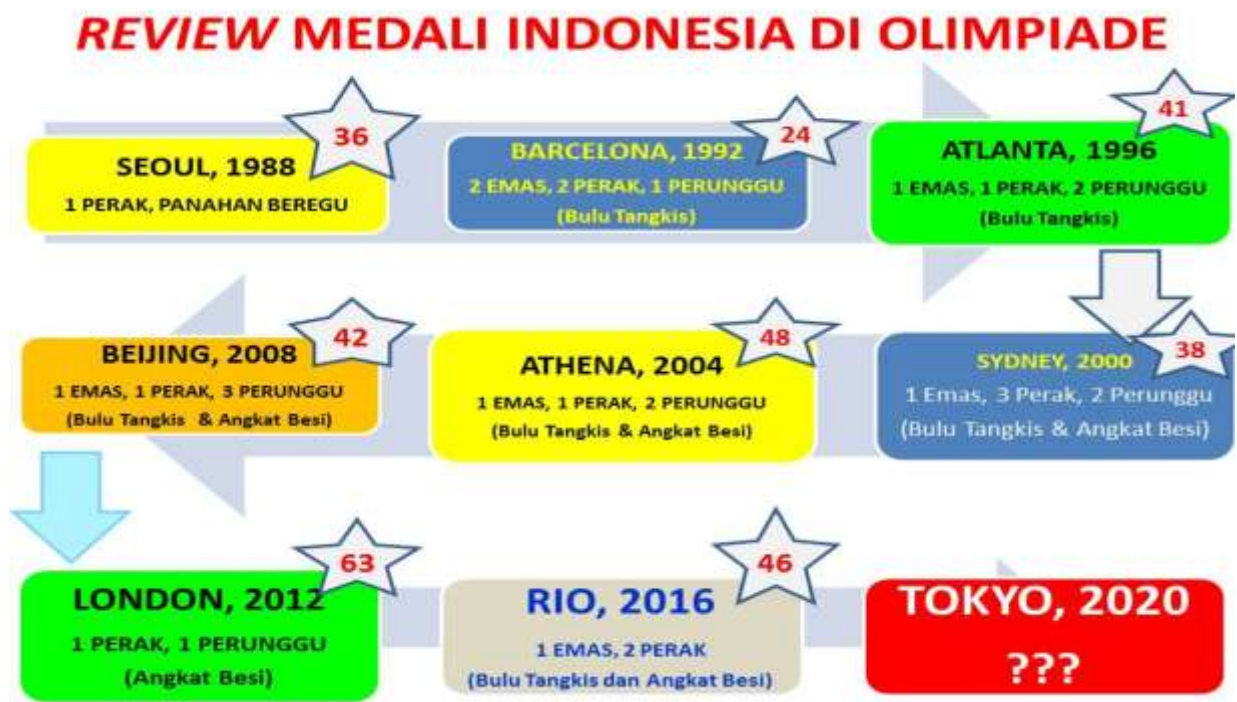 REVIEW MEDALI INDONESIA DI OLIMPIADE
36
SEOUL, 1988
1 PERAK, PANAHAN BEREGU
24
BARCELONA, 1992
2 EMAS, 2 PERAK, 1 PERUNGGU
(Bulu Tangkis)
41
ATLANTA, 1996
1 EMAS, 1 PERAK, 2 PERUNGGU
(Bulu Tangkis)
38
SYDNEY, 2000
1 Emas, 3 Perak, 2 Perunggu
(Bulu Tangkis & Angkat Besi)
48
ATHENA, 2004
1 EMAS, 1 PERAK, 2 PERUNGGU
(Bulu Tangkis & Angkat Besi)
42
BEIJING, 2008
1 EMAS, 1 PERAK, 3 PERUNGGU
(Bulu Tangkis & Angkat Besi)
63
LONDON, 2012
1 PERAK, 1 PERUNGGU
(Angkat Besi)
46
RIO, 2016
1 EMAS, 2 PERAK
(Bulu Tangkis dan Angkat Besi)
TOKYO, 2020
???